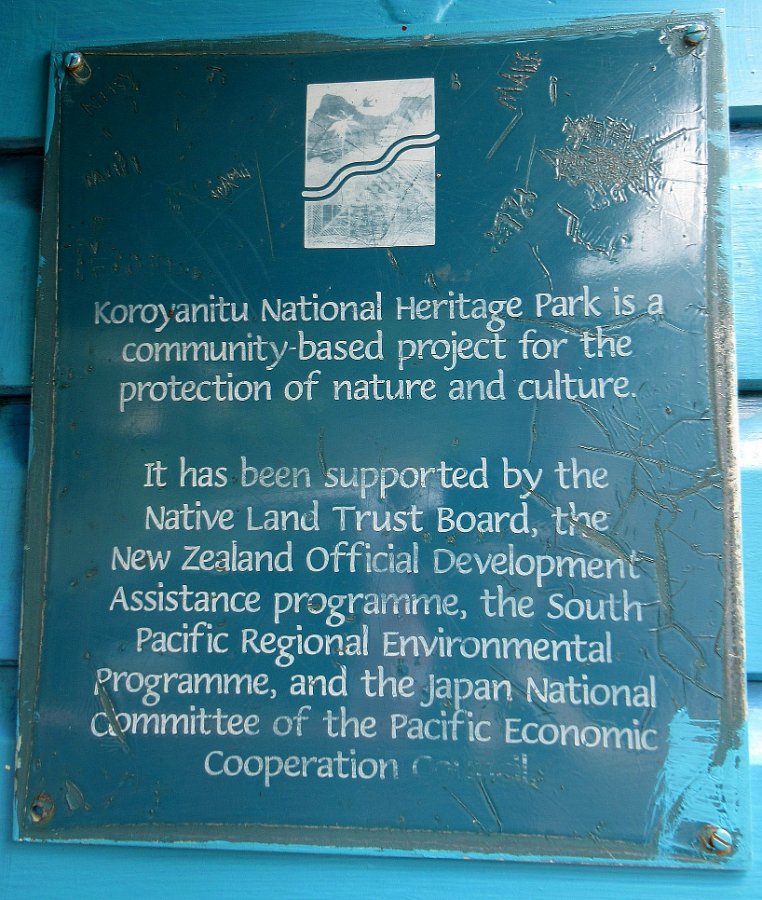 Koroyanitu National Heritage Park is a
community-based project for the
protection of nature and culture.
It has been supported by the
Native Land Trust Board, the
New Zealand Official Development
Assistance programme, the South
Pacific Regional Environmental
Programme, and the Japan National
Committee of the Pacific Economic
Cooperation Council